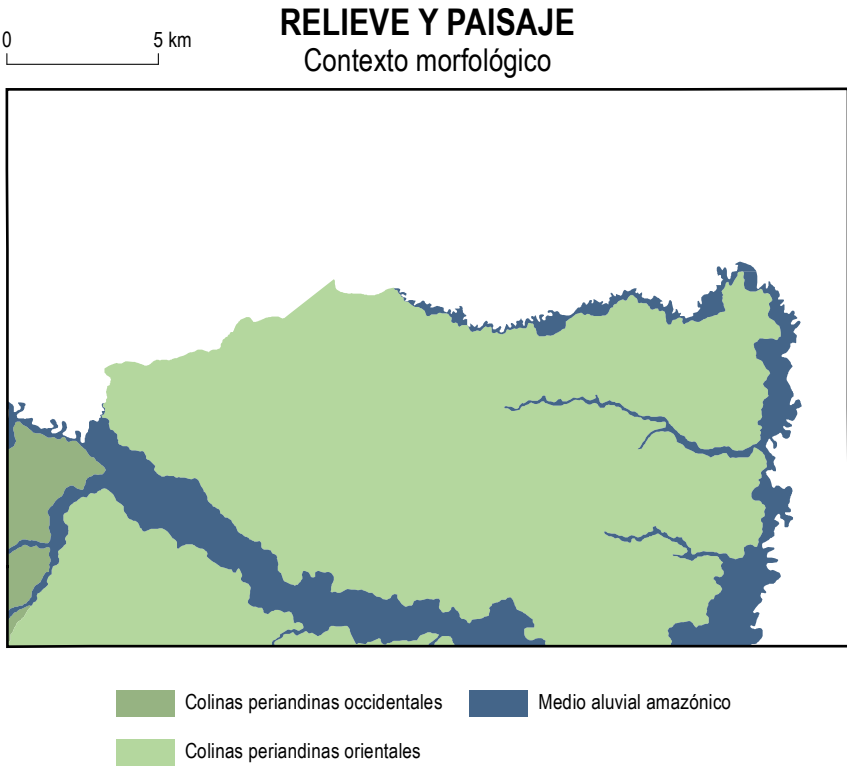 RELIEVE Y PAISAJE
Contexto morfológico
0 5 km
Colinas periandinas occidentales
Medio aluvial amazónico
Colinas periandinas orientales